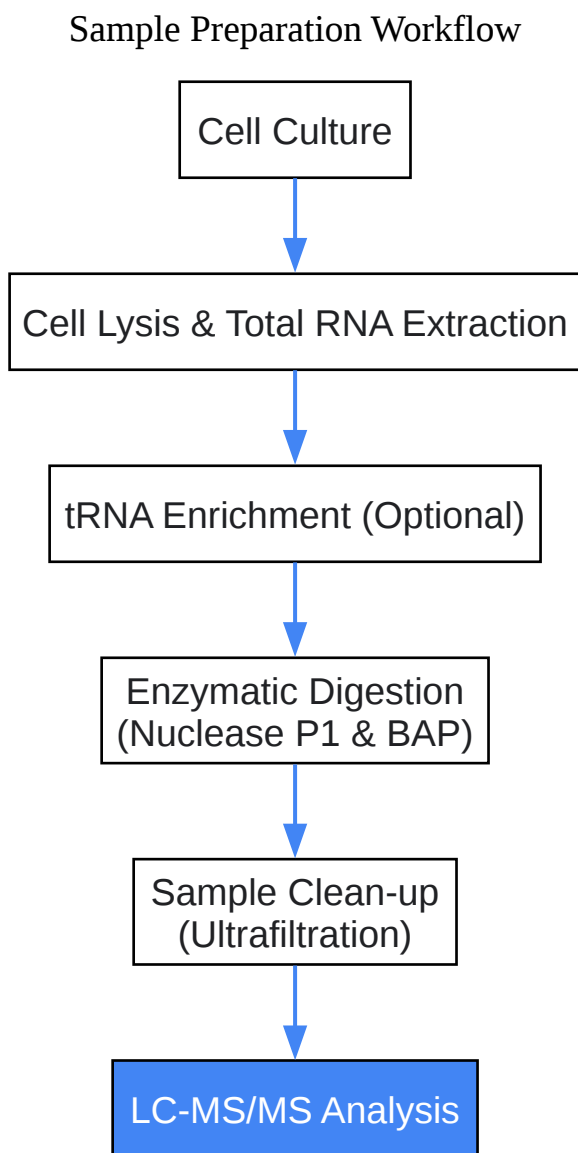 Sample Preparation Workflow
Cell Culture
Cell Lysis & Total RNA Extraction
tRNA Enrichment (Optional)
Enzymatic Digestion
(Nuclease P1 & BAP)
Sample Clean-up
(Ultrafiltration)
LC-MS/MS Analysis